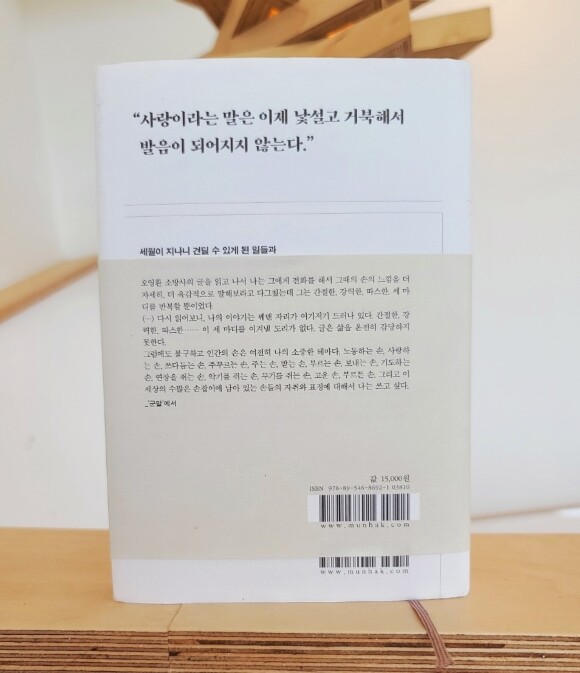 “사랑이라는 말은 이제 낯설고 거북해서
발음이 되어지지 않는다.”
세월이 지나니 견딜 수 있게 된 일들과
오영환 소방사의 글을 읽고 나서 나는 그에게 전화를 해서 그때의 손의 느낌을 더
자세히, 더 육감적으로 말해보라고 다그쳤는데 그는 간절한, 강력한, 따스한, 세 마
디를 반복할 뿐이었다.
(…) 다시 읽어보니, 나의 이야기는 꿰맨 자리가 여기저기 드러나 있다. 간절한, 강
력한, 따스한…… 이 세 마디를 이겨낼 도리가 없다. 글은 삶을 온전히 감당하지
못한다.
그럼에도 불구하고 인간의 손은 여전히 나의 소중한 테마다. 노동하는 손, 사랑하
는 손, 쓰다듬는 손, 주무르는 손, 주는 손, 받는 손, 부르는 손, 보내는 손, 기도하는
손, 연장을 쥐는 손, 악기를 쥐는 손, 무기를 쥐는 손, 고운 손, 부르튼 손, 그리고 이
세상의 수많은 손잡이에 남아 있는 손들의 자취와 표정에 대해서 나는 쓰고 싶다.
_'군말'에서
값 15,000원
ISBN 978-89-546-8692-1 03810
www.munhak.com
www.munhak.com